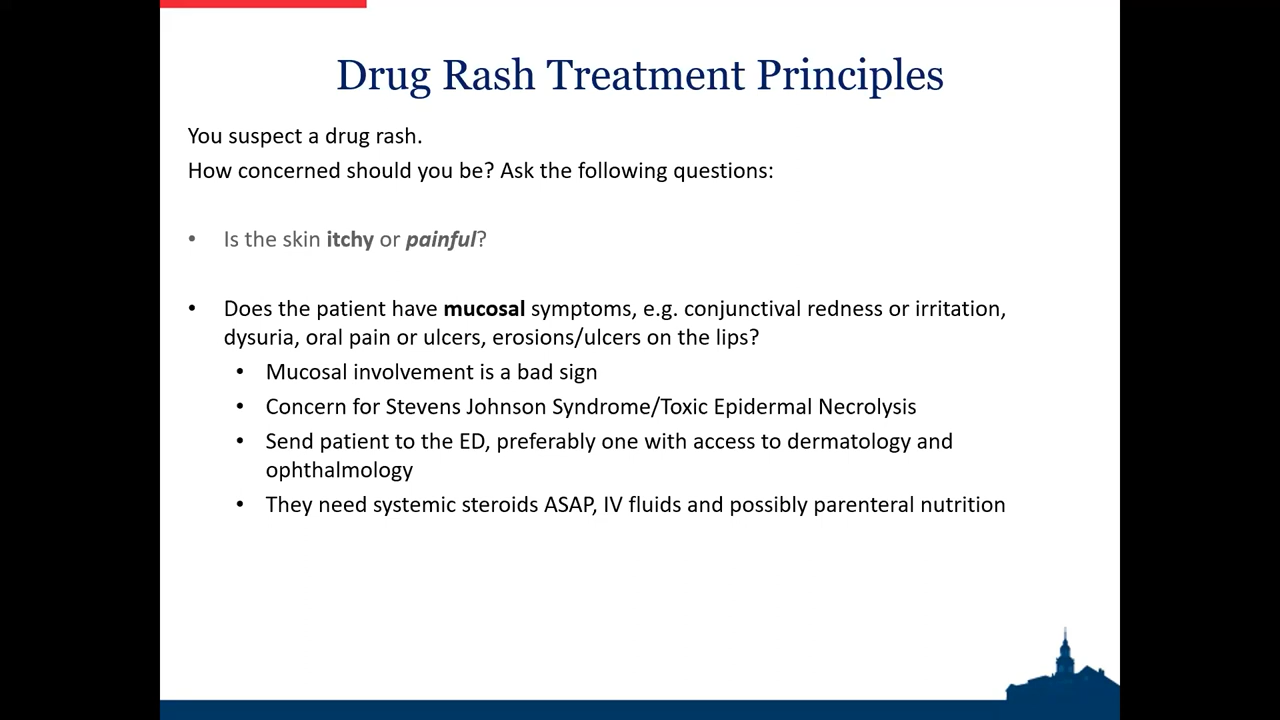 Drug Rash Treatment Principles
You suspect a drug rash.
How concerned should you be? Ask the following questions:
• Is the skin itchy or painful?
• Does the patient have mucosal symptoms, e.g. conjunctival redness or irritation,
dysuria, oral pain or ulcers, erosions/ulcers on the lips?
• Mucosal involvement is a bad sign
• Concern for Stevens Johnson Syndrome/Toxic Epidermal Necrolysis
• Send patient to the ED, preferably one with access to dermatology and
ophthalmology
• They need systemic steroids ASAP, IV fluids and possibly parenteral nutrition